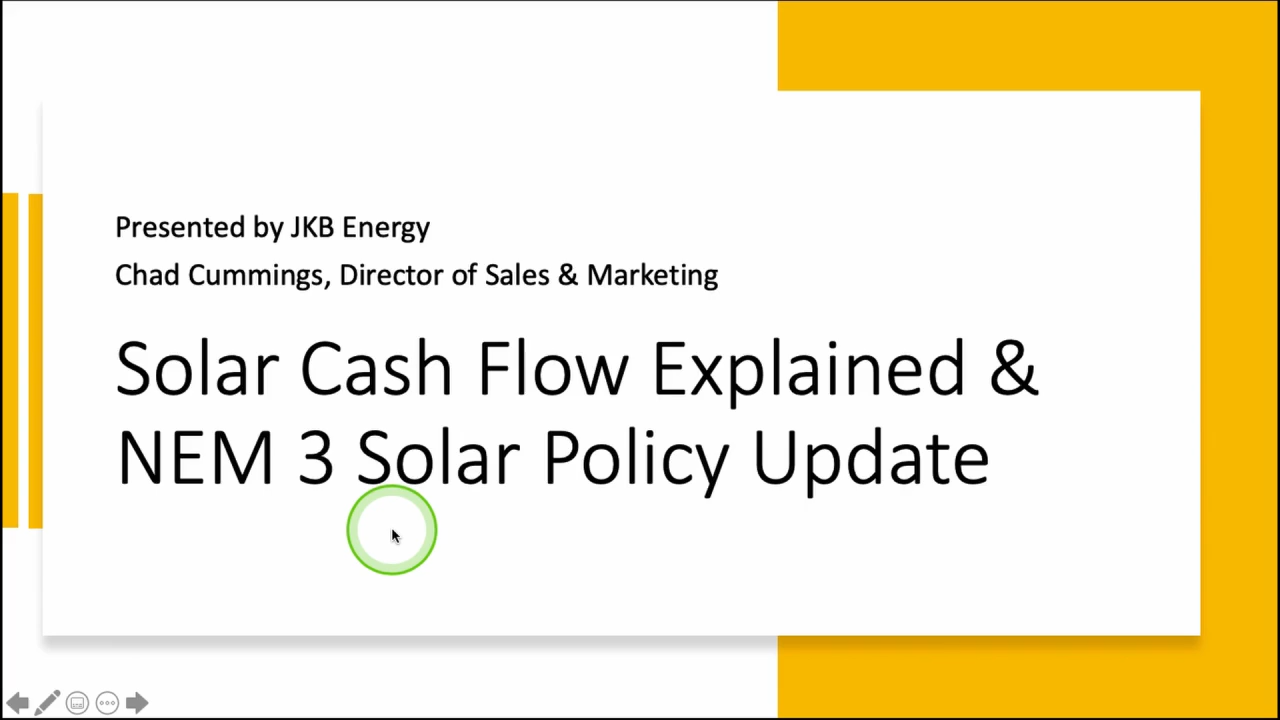 Presented by JKB Energy
Chad Cummings, Director of Sales & Marketing
Solar Cash Flow Explained &
NEM 3 Solar Policy Update